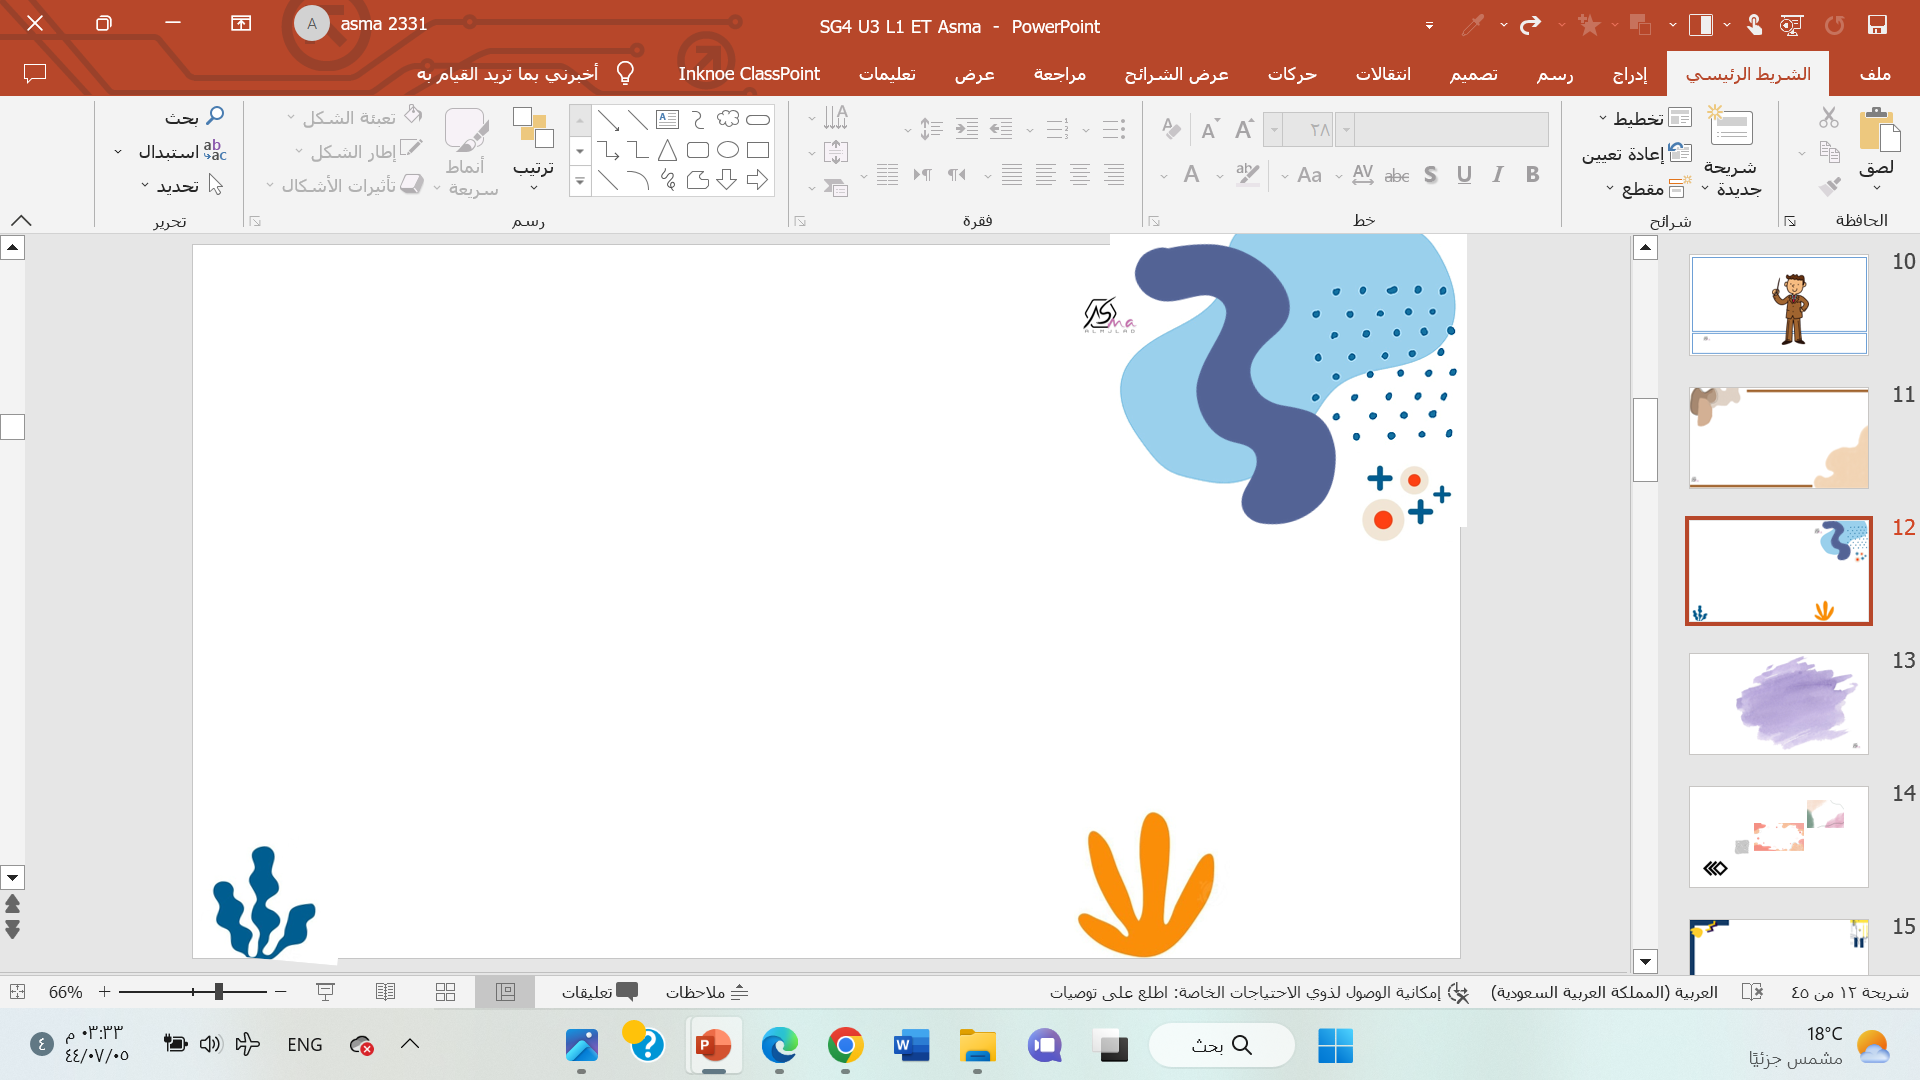 asma 2331
A
SG4 U3 L1 ET Asma - PowerPoint
ملف
الشريط الرئيسي
إدراج
رسم
تصميم
انتقالات
حركات
عرض الشرائح
مراجعة
عرض
تعليمات
Inknoe ClassPoint
أخبرني بما تريد القيام به
لصق
الحافظة
شريحة جديدة
تخطيط
إعادة تعيين
مقطع
شرائح
٢٨
خط
فقرة
ترتيب
أنماط سريعة
تعبئة الشكل
إطار الشكل
تأثيرات الأشكال
رسم
بحث
استبدال
تحديد
تحرير
10
11
12
13
14
15
شريحة ١٢ من ٤٥
العربية (المملكة العربية السعودية)
إمكانية الوصول لذوي الاحتياجات الخاصة: اطلع على توصيات
ملاحظات
تعليقات
66%
18°C
مشمس جزئيًا
بحث
ENG
٠٣:٣٣ م
٤٤/٠٧/٠٥
٤